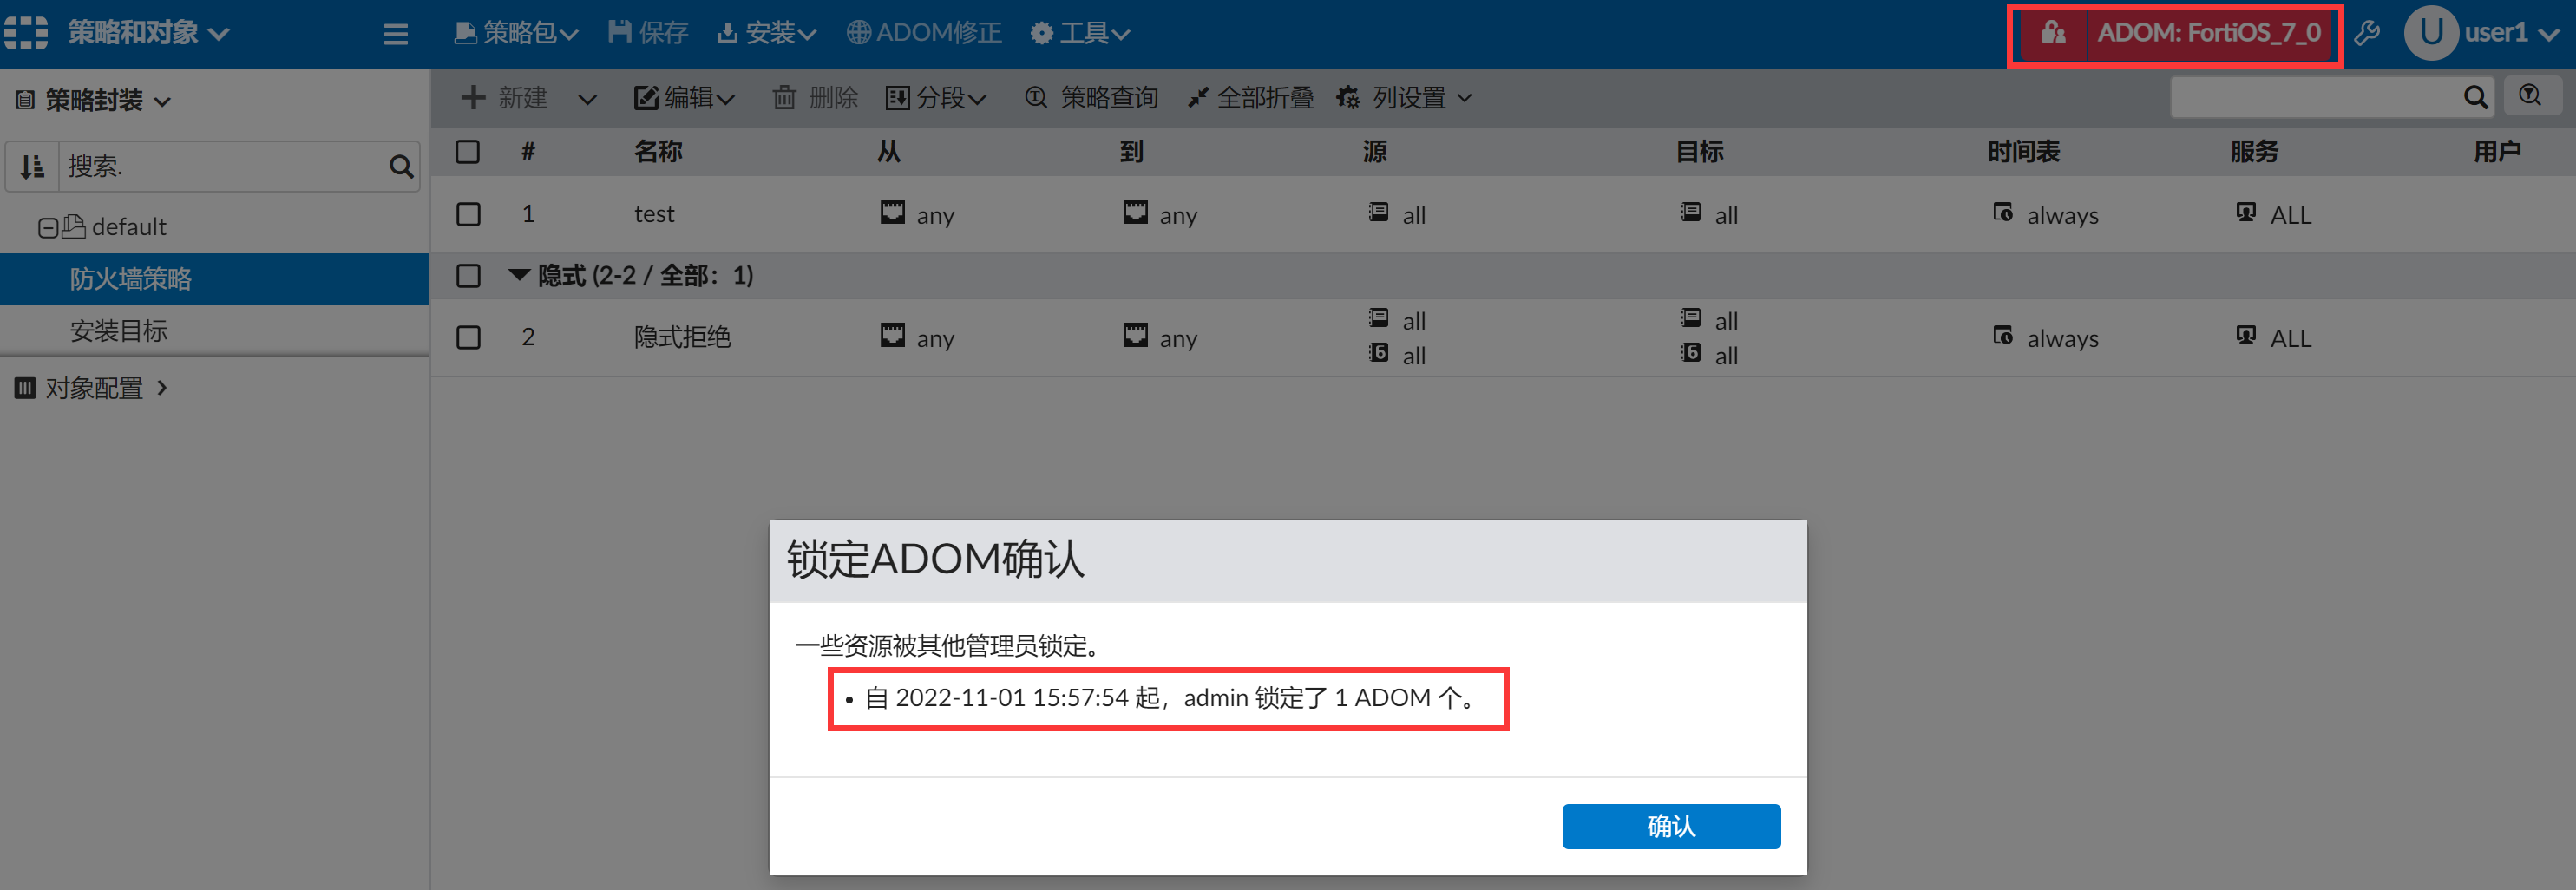 策略和对象
策略包 保存 安装 ADOM修正 工具
ADOM: FortiOS_7_0
U user1
策略封装
新建 编辑 删除 分段 策略查询 全部折叠 列设置
搜索.
# 名称 从 到 源 目标 时间表 服务 用户
1 test any any all all always ALL
default
防火墙策略
隐式 (2-2 / 全部：1)
安装目标
2 隐式拒绝 any any all all always ALL
6 all 6 all
对象配置
锁定ADOM确认
一些资源被其他管理员锁定。
• 自 2022-11-01 15:57:54 起，admin 锁定了 1 ADOM 个。
确认